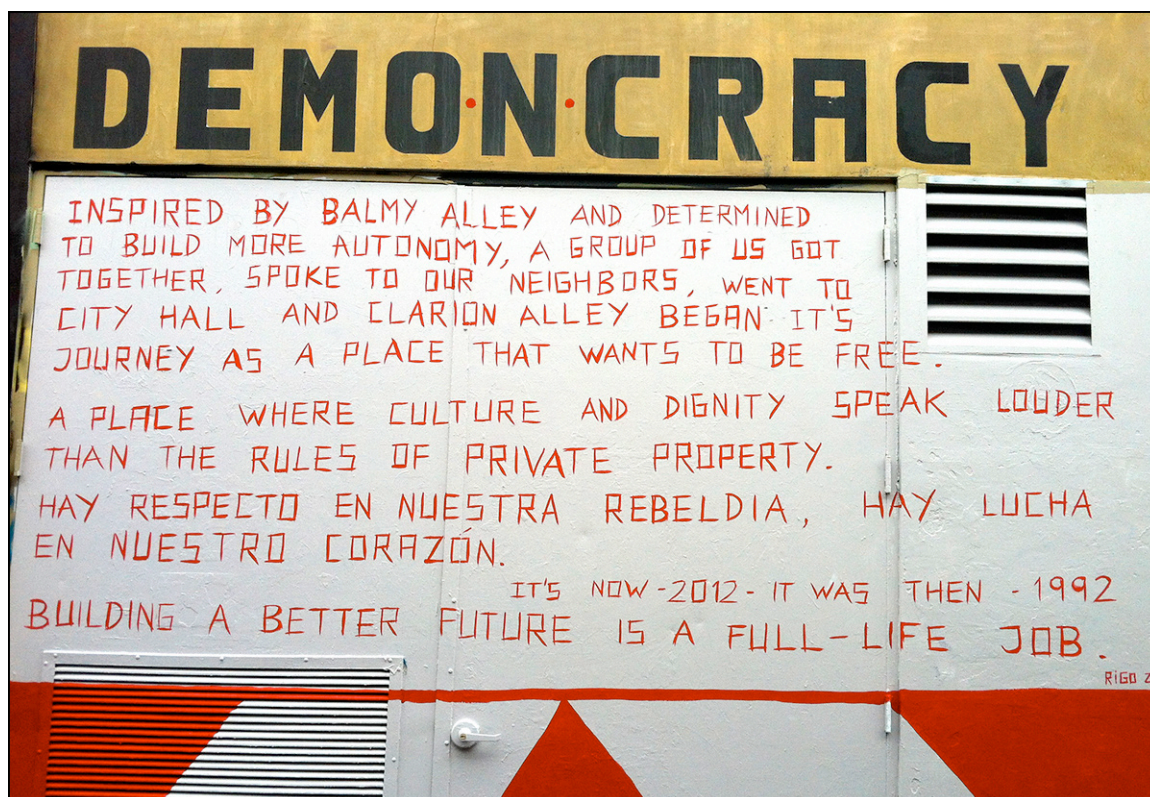 DEMO·N·CRACY
INSPIRED BY BALMY ALLEY AND DETERMINED
TO BUILD MORE AUTONOMY, A GROUP OF US GOT
TOGETHER, SPOKE TO OUR NEIGHBORS, WENT TO
CITY HALL AND CLARION ALLEY BEGAN IT'S
JOURNEY AS A PLACE THAT WANTS TO BE FREE.
A PLACE WHERE CULTURE AND DIGNITY SPEAK LOUDER
THAN THE RULES OF PRIVATE PROPERTY.
HAY RESPECTO EN NUESTRA REBELDIA, HAY LUCHA
EN NUESTRO CORAZÓN.
IT'S NOW -2012- IT WAS THEN - 1992
BUILDING A BETTER FUTURE IS A FULL-LIFE JOB.
RIGO